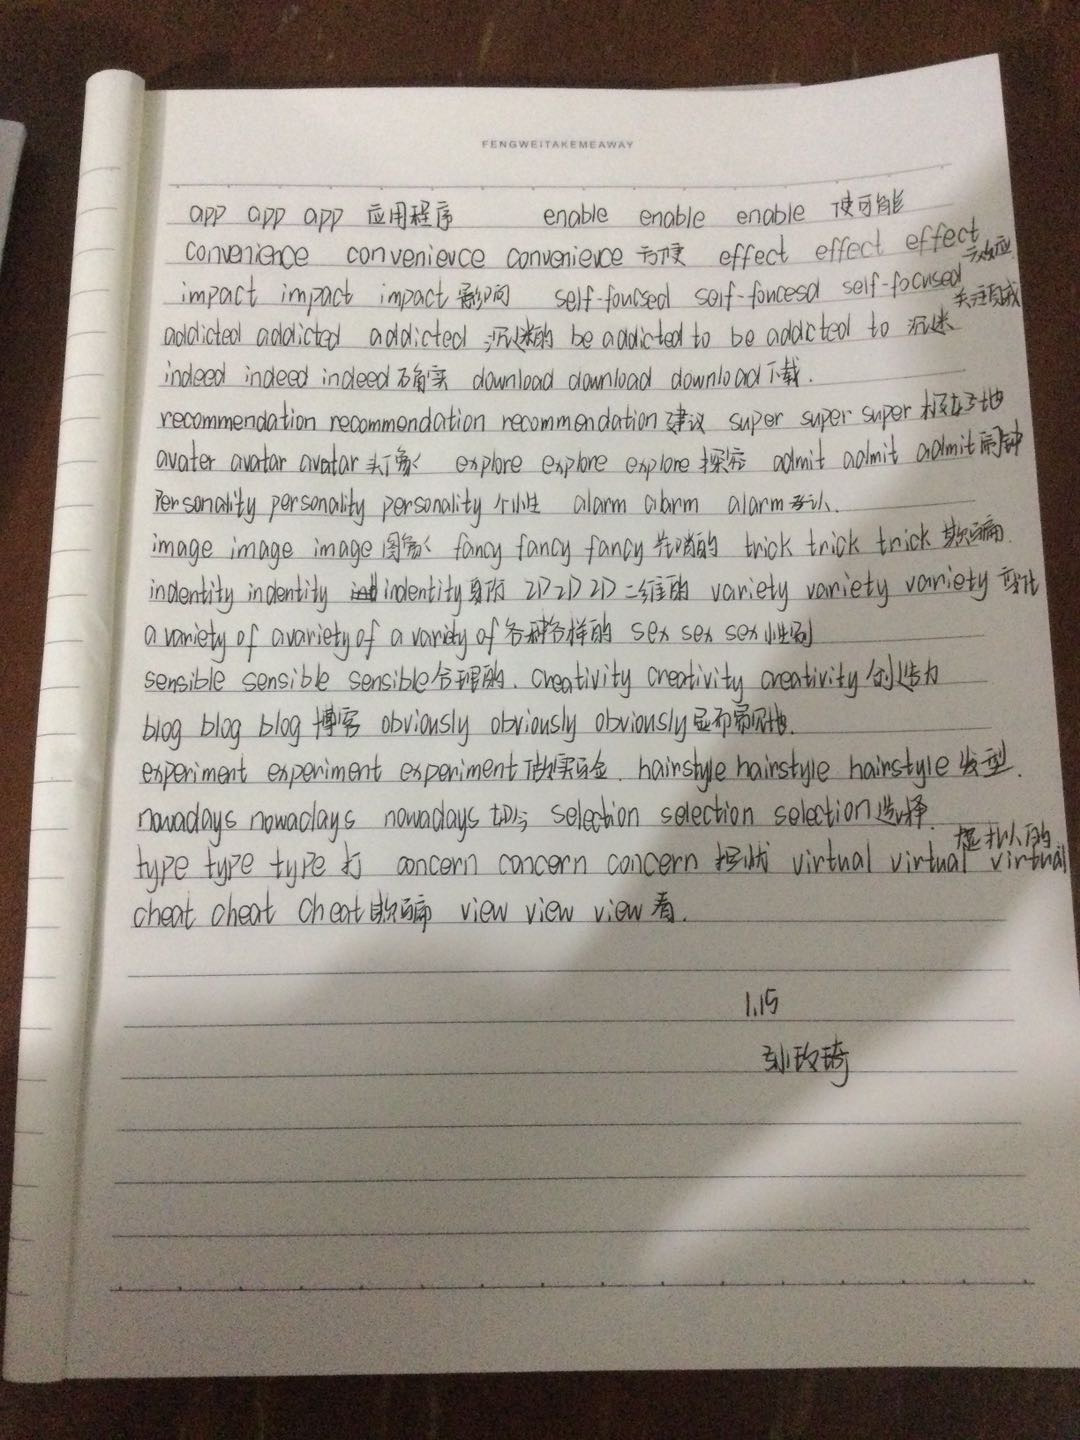 FENGWEITAKEMEAWAY
app app app 应用程序 enable enable enable 使可能
convenience convenievce convenievce 方便 effect effect effect 效应
impact impact impact 影响 self-foucsed self-foucesd self-focused 关注自我
addicted addicted addicted 沉迷的 be addicted to be addicted to 沉迷
indeed indeed indeed 确实 download download download 下载.
recommendation recommendation recommendation 建议 super super super 极好地
avater avatar avatar 头像 explore explore explore 探究 admit admit admit 闹钟
Personality personality personality 个性 alarm alarm alarm 承认.
image image image 图像 fancy fancy fancy 花哨的 trick trick trick 欺骗.
indentity indentity indentity 身份 2D 2D 2D 二维的 variety variety variety 变化
a variety of a variety of a variety of 各种各样的 sex sex sex 性别
sensible sensible sensible 合理的. creativity creativity creativity 创造力
blog blog blog 博客 obviously obviously obviously 显而易见地.
experiment experiment experiment 做实验. hairstyle hairstyle hairstyle 发型.
nowadays nowadays nowadays 如今 selection selection selection 选择.
type type type 打 concern concern concern 担忧 virtual virtual virtual 虚拟的
cheat cheat cheat 欺骗 view view view 看.
1.15
孙玫琦